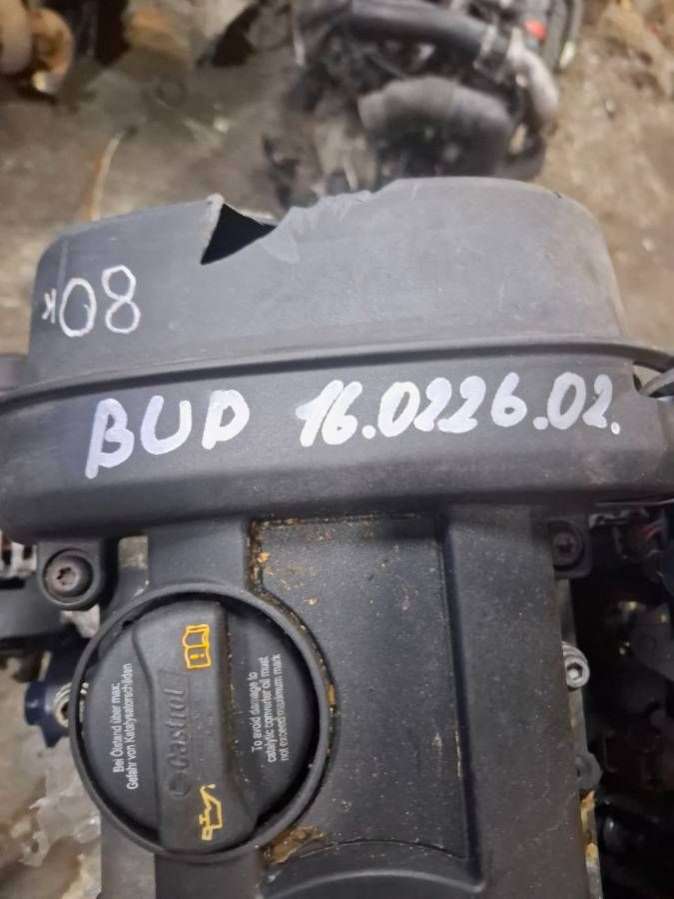 80K
BUD 16.0226.02.
Bei Ölstand über max:
Gefahr von Katalysatorschäden
Castrol
To avoid damage to
catalytic converter oil must
not exceed maximum mark